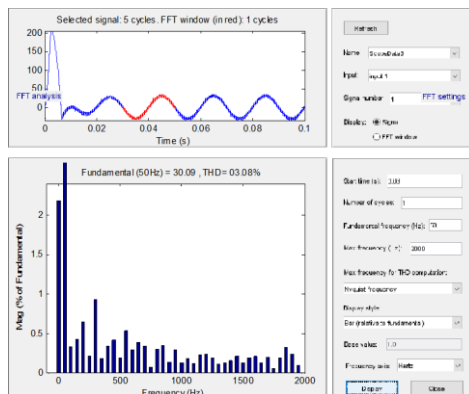 Selected signal: 5 cycles. FFT window (in red): 1 cycles
200
150
100
50
0
FFT analysis
0
0.02
0.04
0.06
0.08
0.1
Time (s)
Refresh
Name
ScopeData3
Input
input 1
Signal number
1
FFT settings
Display:
Signal
FFT window
Fundamental (50Hz) = 30.09 , THD= 03.08%
Mag (% of Fundamental)
2
1.5
1
0.5
0
0
500
1000
1500
2000
Frequency (Hz)
Start time (s):
Number of cycles:
1
Fundamental frequency (Hz):
50
Max frequency (Hz):
2000
Max frequency for THD computation:
Nyquist frequency
Display style:
Bar (relative to fundamental)
Base value:
1.0
Frequency axis:
Hertz
Display
Close